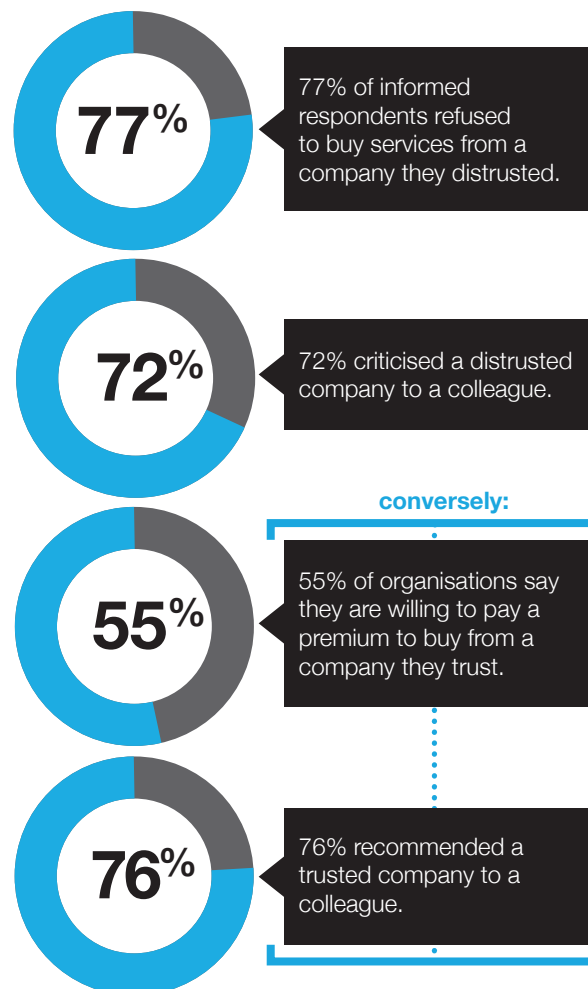 77%
77% of informed
respondents refused
to buy services from a
company they distrusted.
72%
72% criticised a distrusted
company to a colleague.
conversely:
55%
55% of organisations say
they are willing to pay a
premium to buy from a
company they trust.
76%
76% recommended a
trusted company to a
colleague.